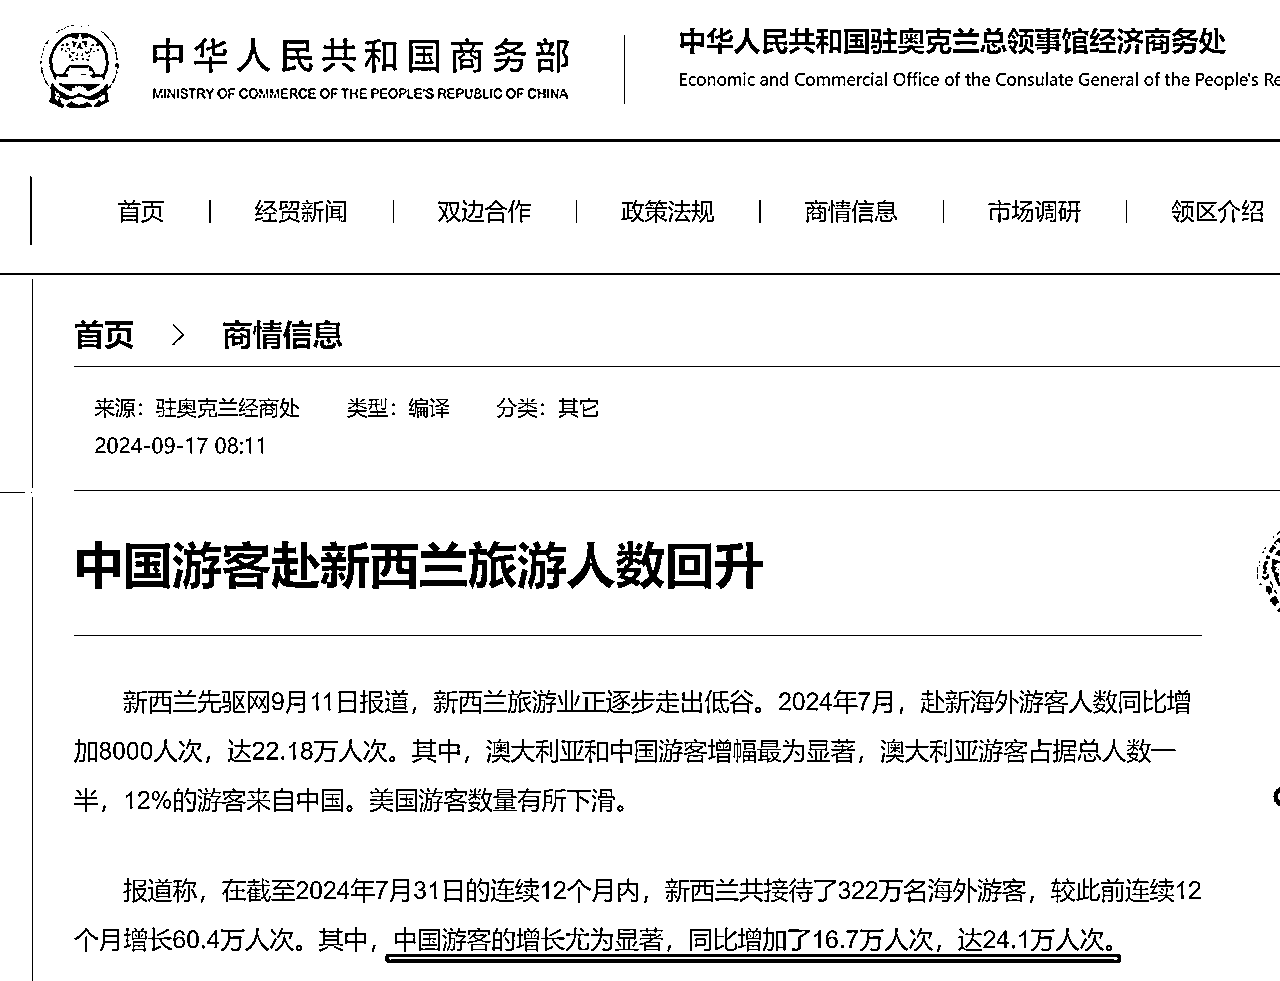 中华人民共和国商务部
MINISTRY OF COMMERCE OF THE PEOPLE'S REPUBLIC OF CHINA
中华人民共和国驻奥克兰总领事馆经济商务处
Economic and Commercial Office of the Consulate General of the People's Re
首页 | 经贸新闻 | 双边合作 | 政策法规 | 商情信息 | 市场调研 | 领区介绍
首页 > 商情信息
来源：驻奥克兰经商处 类型：编译 分类：其它
2024-09-17 08:11
中国游客赴新西兰旅游人数回升
新西兰先驱网9月11日报道，新西兰旅游业正逐步走出低谷。2024年7月，赴新海外游客人数同比增
加8000人次，达22.18万人次。其中，澳大利亚和中国游客增幅最为显著，澳大利亚游客占据总人数一
半，12%的游客来自中国。美国游客数量有所下滑。
报道称，在截至2024年7月31日的连续12个月内，新西兰共接待了322万名海外游客，较此前连续12
个月增长60.4万人次。其中，中国游客的增长尤为显著，同比增加了16.7万人次，达24.1万人次。